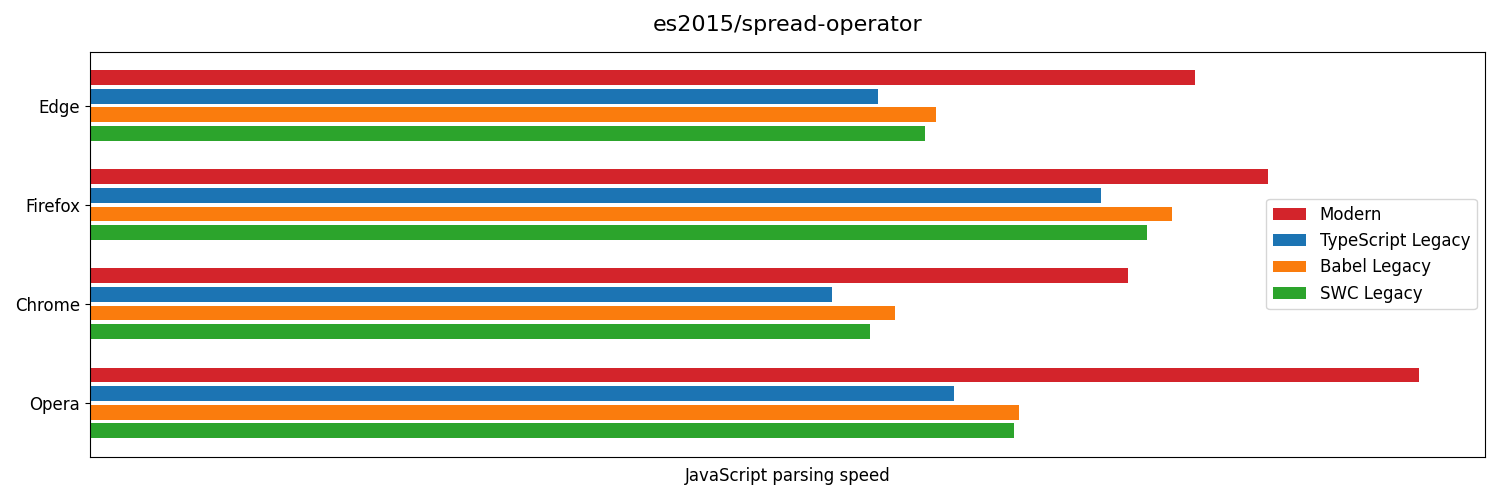 es2015/spread-operator
Edge
Firefox
Chrome
Opera
Modern
TypeScript Legacy
Babel Legacy
SWC Legacy
JavaScript parsing speed